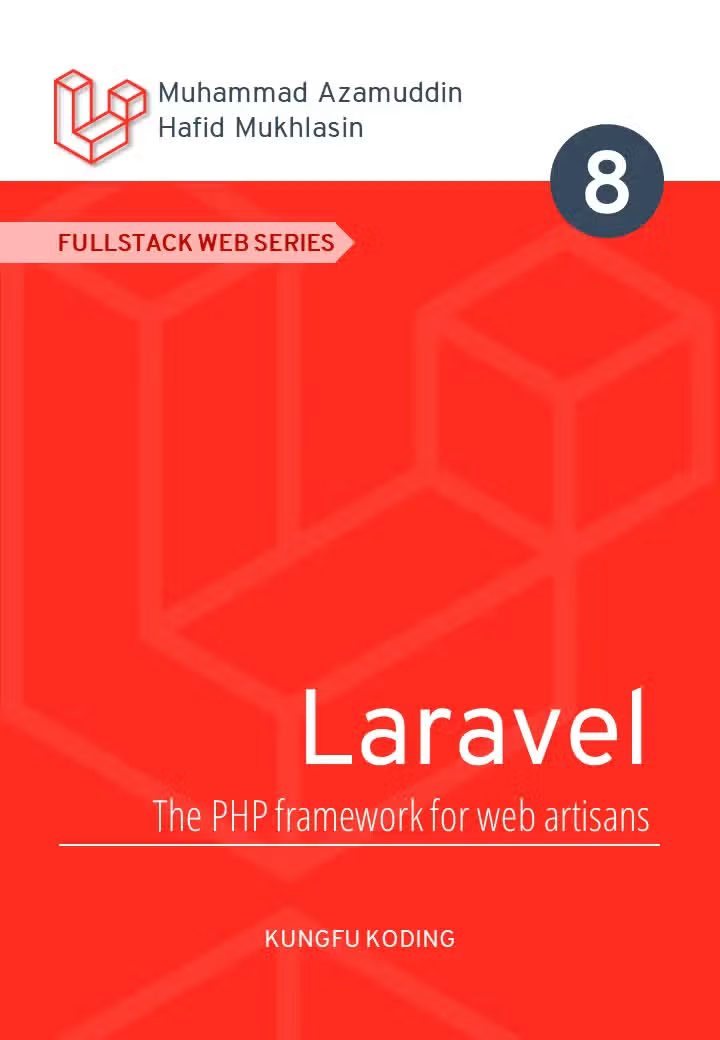 Muhammad Azamuddin
Hafid Mukhlasin
8
FULLSTACK WEB SERIES
Laravel
The PHP framework for web artisans
KUNGFU KODING